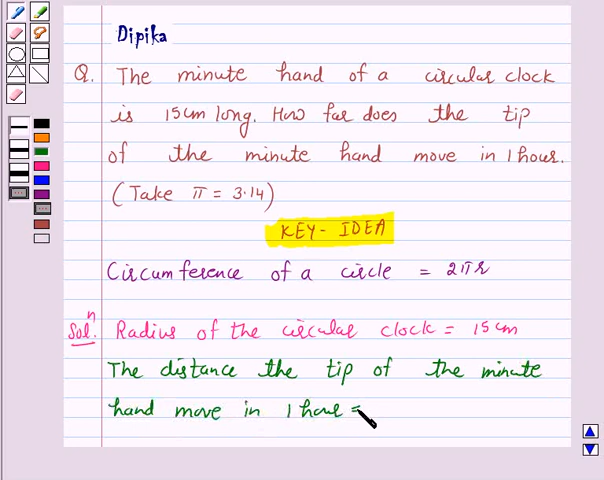 Dipika
Q. The minute hand of a circular clock
is 15cm long. How far does the tip
of the minute hand move in 1 hour.
(Take π = 3.14)
KEY-IDEA
Circumference of a circle = 2πr
Solⁿ. Radius of the circular clock = 15cm
The distance the tip of the minute
hand move in 1 hour =